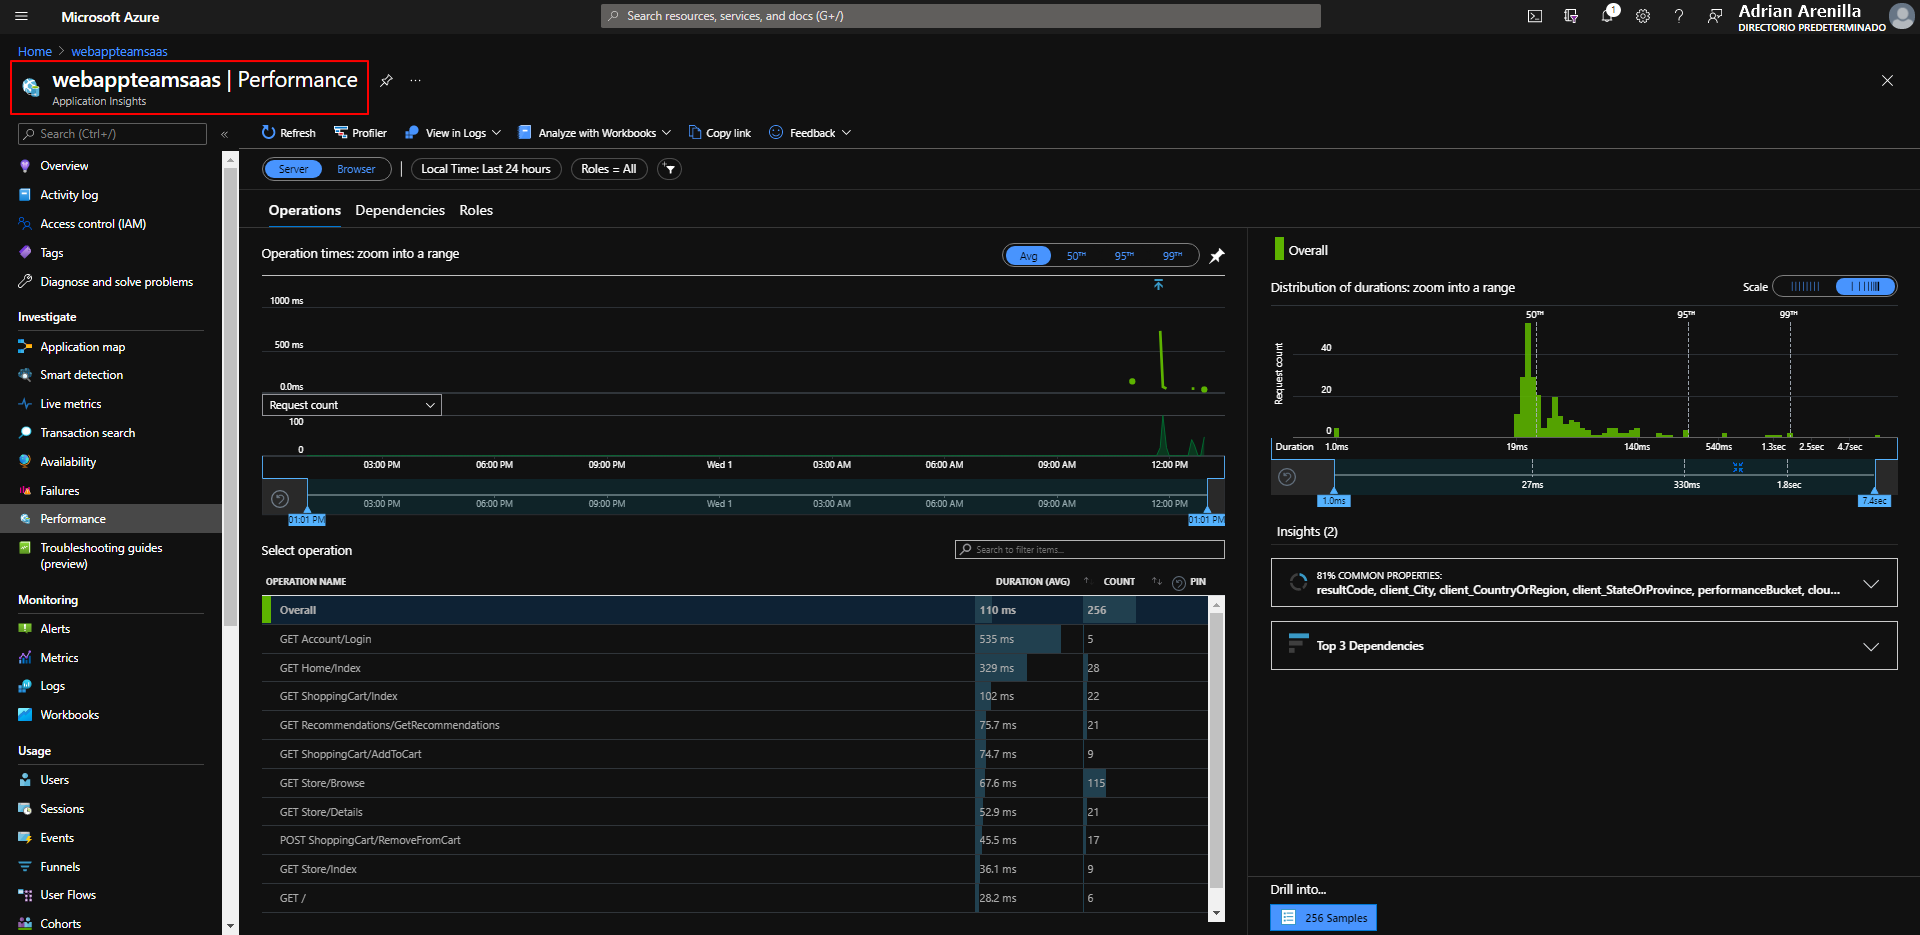 Microsoft Azure
Search resources, services, and docs (G+/)
1
Adrian Arenilla
DIRECTORIO PREDETERMINADO
Home > webappteamsaas
webappteamsaas | Performance
Application Insights
Search (Ctrl+/)
Overview
Activity log
Access control (IAM)
Tags
Diagnose and solve problems
Investigate
Application map
Smart detection
Live metrics
Transaction search
Availability
Failures
Performance
Troubleshooting guides
(preview)
Monitoring
Alerts
Metrics
Logs
Workbooks
Usage
Users
Sessions
Events
Funnels
User Flows
Cohorts
Refresh
Profiler
View in Logs
Analyze with Workbooks
Copy link
Feedback
Server Browser
Local Time: Last 24 hours
Roles = All
Operations Dependencies Roles
Operation times: zoom into a range
Avg 50TH 95TH 99TH
1000 ms
500 ms
0.0ms
Request count
100
0
03:00 PM 06:00 PM 09:00 PM Wed 1 03:00 AM 06:00 AM 09:00 AM 12:00 PM
03:00 PM 06:00 PM 09:00 PM Wed 1 03:00 AM 06:00 AM 09:00 AM 12:00 PM
01:01 PM 01:01 PM
Select operation
Search to filter items...
OPERATION NAME DURATION (AVG) COUNT PIN
Overall 110 ms 256
GET Account/Login 535 ms 5
GET Home/Index 329 ms 28
GET ShoppingCart/Index 102 ms 22
GET Recommendations/GetRecommendations 75.7 ms 21
GET ShoppingCart/AddToCart 74.7 ms 9
GET Store/Browse 67.6 ms 115
GET Store/Details 52.9 ms 21
POST ShoppingCart/RemoveFromCart 45.5 ms 17
GET Store/Index 36.1 ms 9
GET / 28.2 ms 6
Overall
Distribution of durations: zoom into a range
Scale
50TH 95TH 99TH
Request count
40
20
0
Duration 1.0ms 19ms 140ms 540ms 1.3sec 2.5sec 4.7sec
27ms 330ms 1.8sec
1.0ms 7.4sec
Insights (2)
81% COMMON PROPERTIES:
resultCode, client_City, client_CountryOrRegion, client_StateOrProvince, performanceBucket, clou...
Top 3 Dependencies
Drill into...
256 Samples